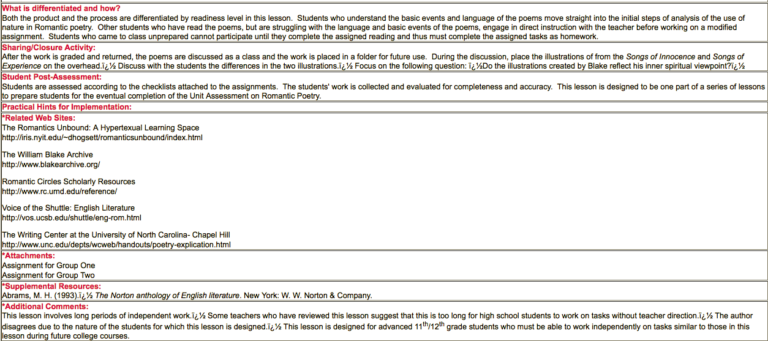 What is differentiated and how?
Both the product and the process are differentiated by readiness level in this lesson.  Students who understand the basic events and language of the poems move straight into the initial steps of analysis of the use of
nature in Romantic poetry.  Other students who have read the poems, but are struggling with the language and basic events of the poems, engage in direct instruction with the teacher before working on a modified
assignment.  Students who came to class unprepared cannot participate until they complete the assigned reading and thus must complete the assigned tasks as homework.
Sharing/Closure Activity:
After the work is graded and returned, the poems are discussed as a class and the work is placed in a folder for future use.  During the discussion, place the illustrations of from the Songs of Innocence and Songs of
Experience on the overhead.ï¿½ Discuss with the students the differences in the two illustrations.ï¿½ Focus on the following question: ï¿½Do the illustrations created by Blake reflect his inner spiritual viewpoint?ï¿½
Student Post-Assessment:
Students are assessed according to the checklists attached to the assignments.  The students' work is collected and evaluated for completeness and accuracy.  This lesson is designed to be one part of a series of lessons
to prepare students for the eventual completion of the Unit Assessment on Romantic Poetry.
Practical Hints for Implementation:
*Related Web Sites:
The Romantics Unbound: A Hypertexual Learning Space
http://iris.nyit.edu/~dhogsett/romanticsunbound/index.html
The William Blake Archive
http://www.blakearchive.org/
Romantic Circles Scholarly Resources
http://www.rc.umd.edu/reference/
Voice of the Shuttle: English Literature
http://vos.ucsb.edu/shuttle/eng-rom.html
The Writing Center at the University of North Carolina- Chapel Hill
http://www.unc.edu/depts/wcweb/handouts/poetry-explication.html
*Attachments:
Assignment for Group One
Assignment for Group Two
*Supplemental Resources:
Abrams, M. H. (1993).ï¿½ The Norton anthology of English literature. New York: W. W. Norton & Company.
*Additional Comments:
This lesson involves long periods of independent work.ï¿½ Some teachers who have reviewed this lesson suggest that this is too long for high school students to work on tasks without teacher direction.ï¿½ The author
disagrees due to the nature of the students for which this lesson is designed.ï¿½ This lesson is designed for advanced 11th/12th grade students who must be able to work independently on tasks similar to those in this
lesson during future college courses.